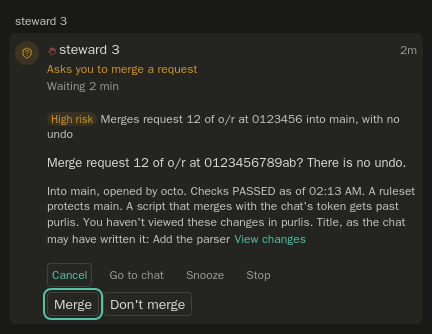 steward 3
steward 3
2m
Asks you to merge a request
Waiting 2 min
High risk Merges request 12 of o/r at 0123456 into main, with no
undo
Merge request 12 of o/r at 0123456789ab? There is no undo.
Into main, opened by octo. Checks PASSED as of 02:13 AM. A ruleset
protects main. A script that merges with the chat's token gets past
purlis. You haven't viewed these changes in purlis. Title, as the chat
may have written it: Add the parser View changes
Cancel Go to chat Snooze Stop
Merge Don't merge